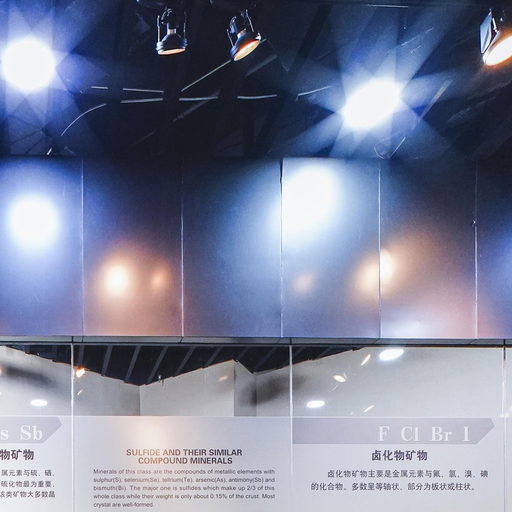 s Sb
物矿物
属元素与硫、硒、
硫化物最为重要,
该类矿物大多数晶
SULFIDE AND THEIR SIMILAR
COMPOUND MINERALS
Minerals of this class are the compounds of metallic elements with
sulphur(S), selenium(Se), tellrium(Te), arsenic(As), antimony(Sb) and
bismuth(Bi). The major one is sulfides which make up 2/3 of this
whole class while their weight is only about 0.15% of the crust. Most
crystal are well-formed.
F Cl Br I
卤化物矿物
卤化物矿物主要是金属元素与氟、氯、溴、碘
的化合物。多数呈等轴状、部分为板状或柱状。